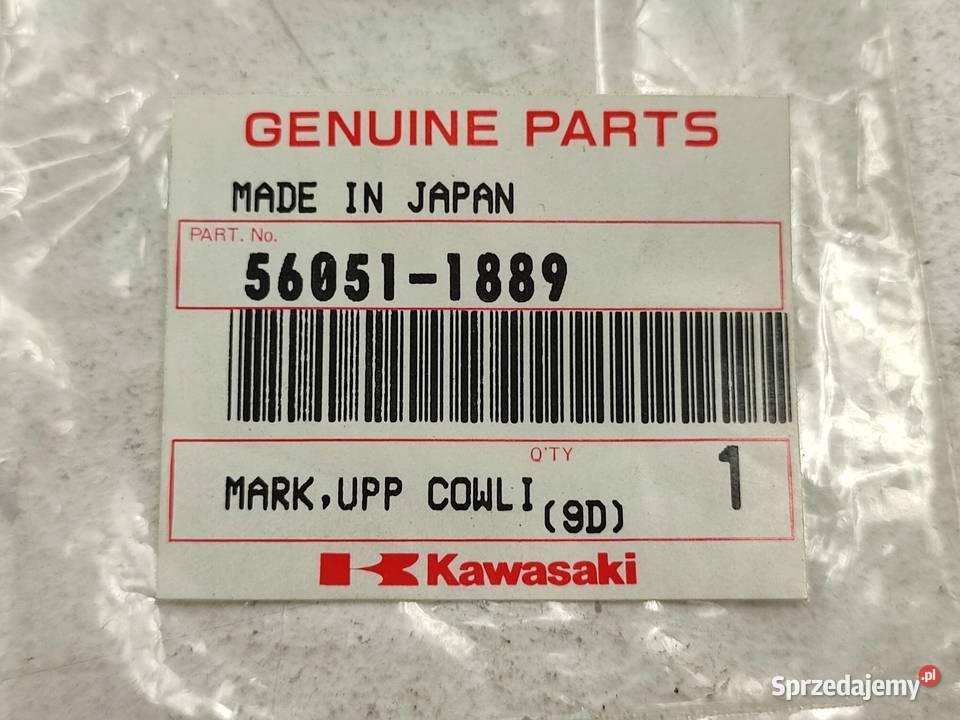 GENUINE PARTS
MADE IN JAPAN
PART. No.
56051-1889
Q'TY
MARK,UPP COWLI (9D) 1
Kawasaki
Sprzedajemy.pl